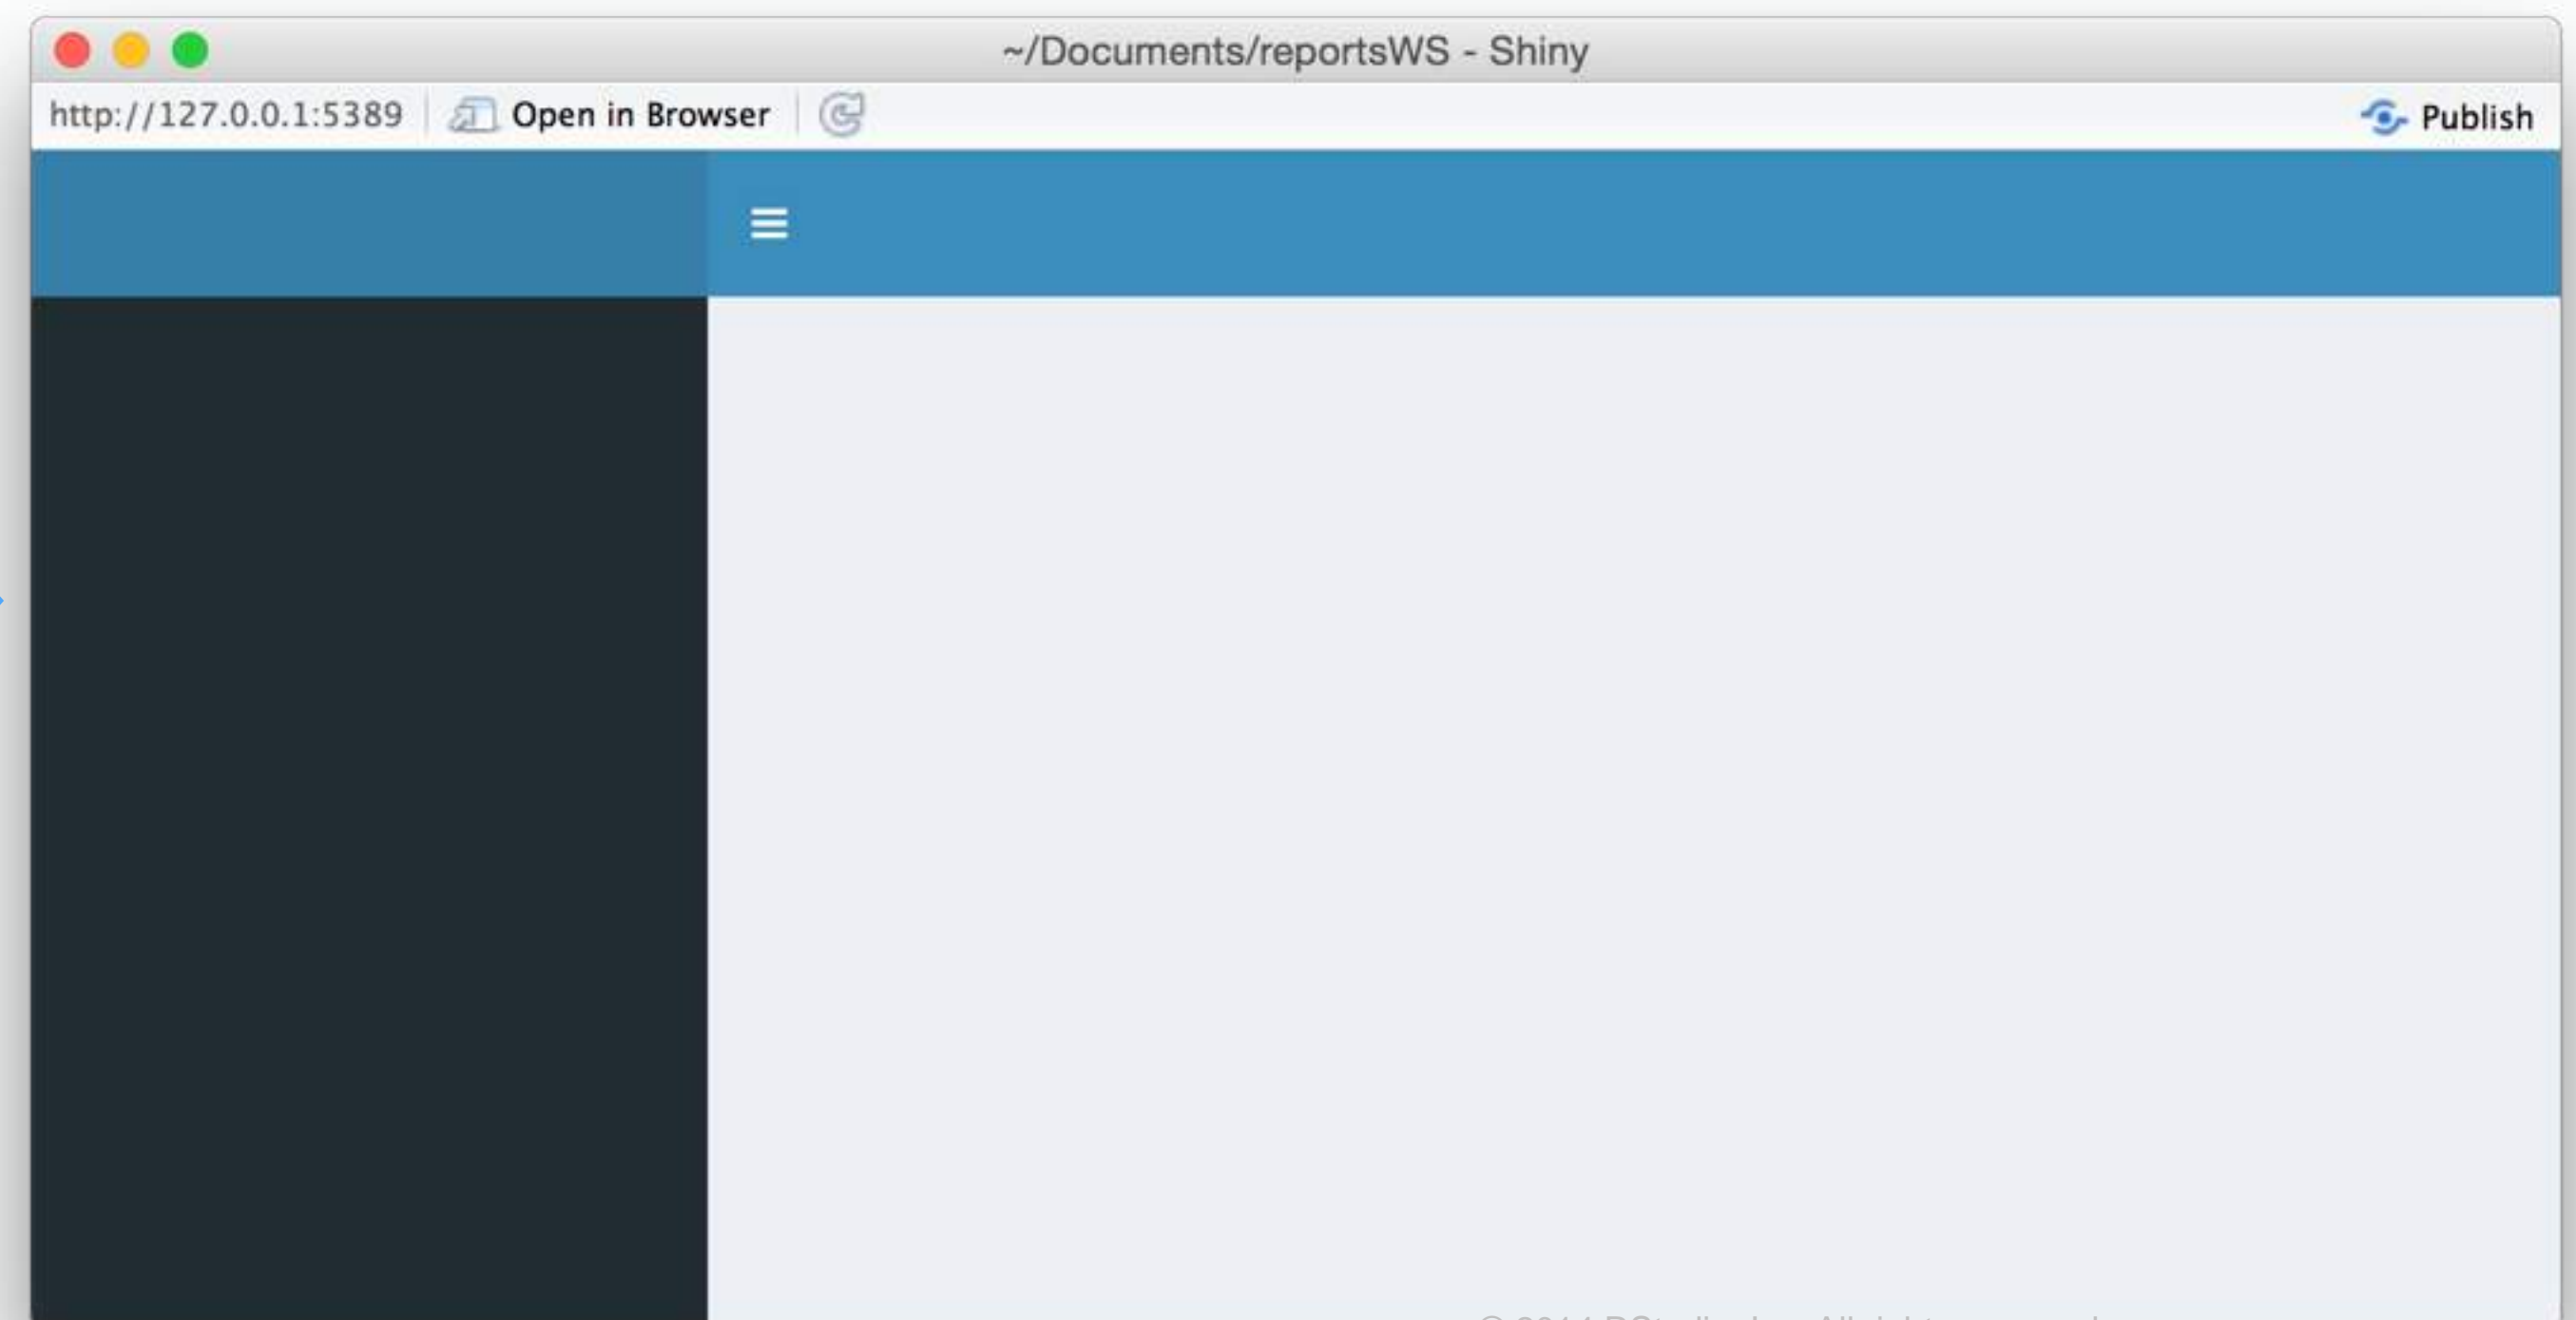 ~/Documents/reportsWS - Shiny
http://127.0.0.1:5389 Open in Browser
Publish